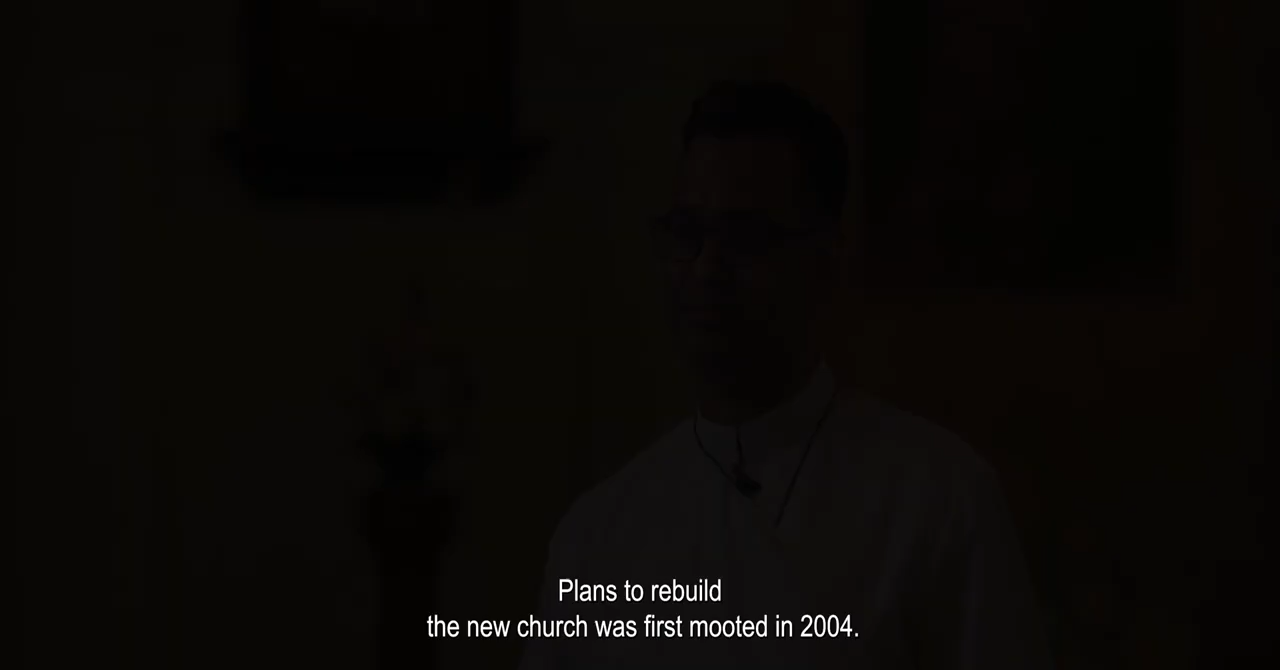 Plans to rebuild
the new church was first mooted in 2004.